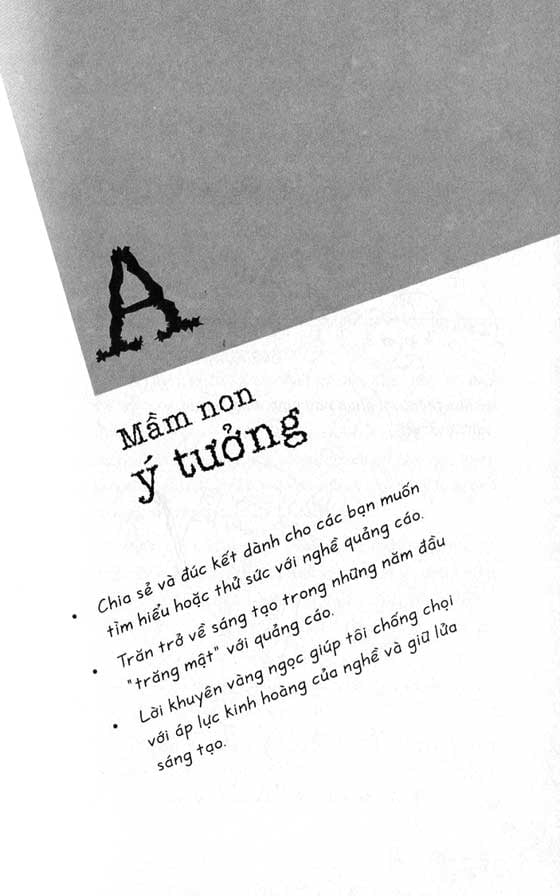 A
Mầm non
ý tưởng
• Chia sẻ và đúc kết dành cho các bạn muốn
tìm hiểu hoặc thử sức với nghề quảng cáo.
• Trăn trở về sáng tạo trong những năm đầu
"trăng mật" với quảng cáo.
• Lời khuyên vàng ngọc giúp tôi chống chọi
với áp lực kinh hoàng của nghề và giữ lửa
sáng tạo.